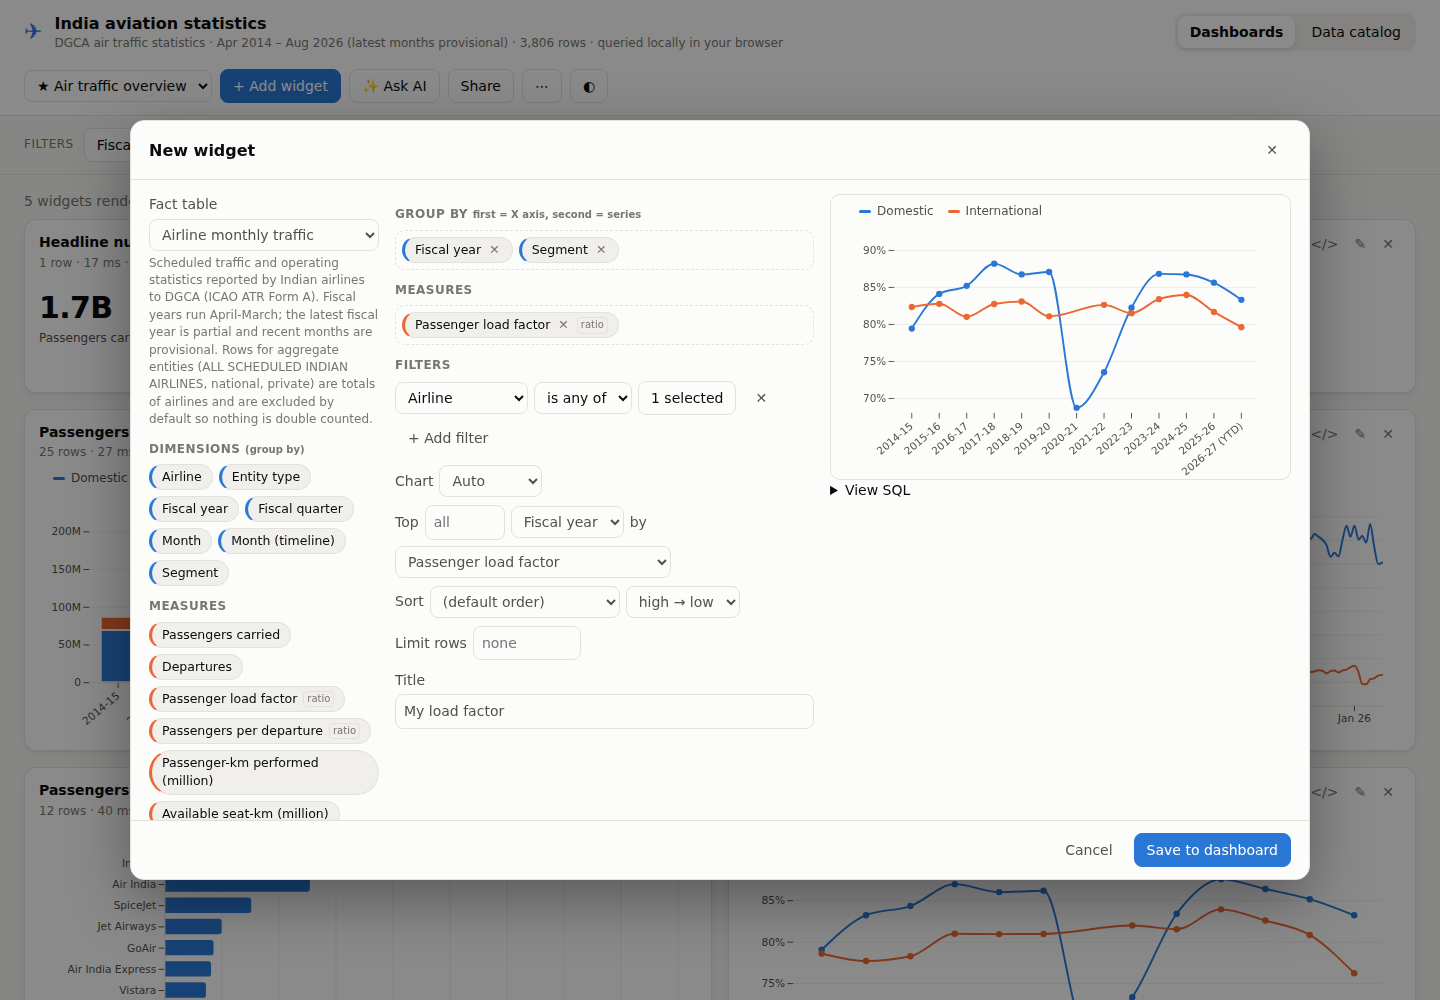 India aviation statistics
DGCA air traffic statistics · Apr 2014 – Aug 2026 (latest months provisional) · 3,806 rows · queried locally in your browser
Dashboards
Data catalog
★ Air traffic overview
+ Add widget
✨ Ask AI
Share
⋯
FILTERS
5 widgets
Headline
1 row · 17 ms ·
1.7B
Passengers
Passengers
25 rows · 27
Domestic
200M
150M
100M
50M
0
2014-15
Jan 26
Passengers
12 rows · 40
Air India
SpiceJet
Jet Airways
GoAir
Air India Express
Vistara
85%
80%
75%
</>
</>
</>
New widget
Fact table
Airline monthly traffic
Scheduled traffic and operating
statistics reported by Indian airlines
to DGCA (ICAO ATR Form A). Fiscal
years run April-March; the latest fiscal
year is partial and recent months are
provisional. Rows for aggregate
entities (ALL SCHEDULED INDIAN
AIRLINES, national, private) are totals
of airlines and are excluded by
default so nothing is double counted.
DIMENSIONS (group by)
Airline
Entity type
Fiscal year
Fiscal quarter
Month
Month (timeline)
Segment
MEASURES
Passengers carried
Departures
Passenger load factor ratio
Passengers per departure ratio
Passenger-km performed
(million)
Available seat-km (million)
GROUP BY first = X axis, second = series
Fiscal year ✕
Segment ✕
MEASURES
Passenger load factor ✕ ratio
FILTERS
Airline
is any of
1 selected
✕
+ Add filter
Chart
Auto
Top
all
Fiscal year
by
Passenger load factor
Sort
(default order)
high → low
Limit rows
none
Title
My load factor
Domestic
International
90%
85%
80%
75%
70%
2014-15
2015-16
2016-17
2017-18
2018-19
2019-20
2020-21
2021-22
2022-23
2023-24
2024-25
2025-26
2026-27 (YTD)
View SQL
Cancel
Save to dashboard